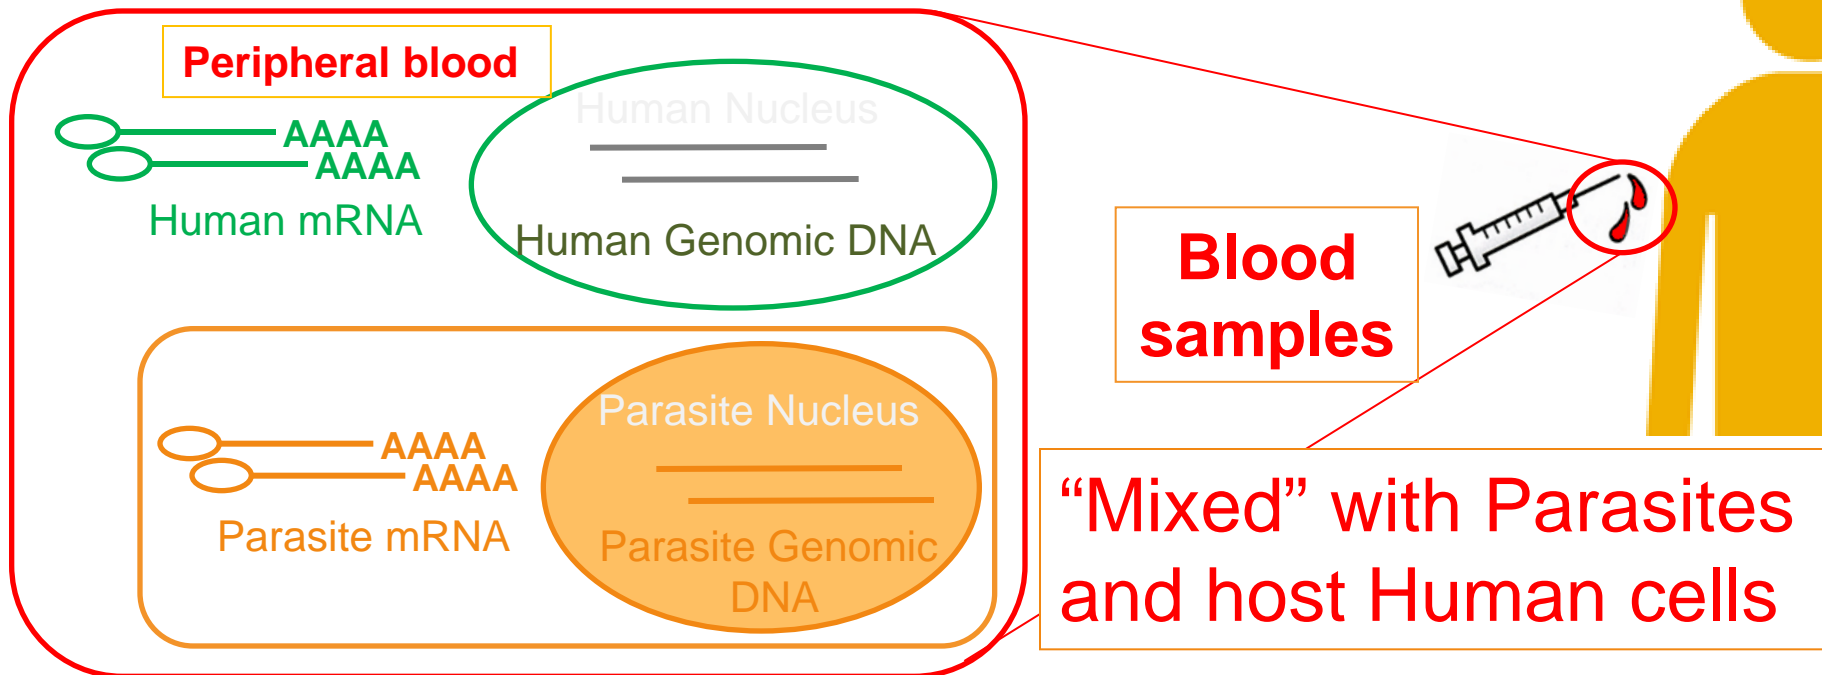 Peripheral blood
Human Nucleus
AAAA
AAAA
Human mRNA
Human Genomic DNA
Parasite Nucleus
AAAA
AAAA
Parasite mRNA
Parasite Genomic
DNA
Blood
samples
“Mixed” with Parasites
and host Human cells